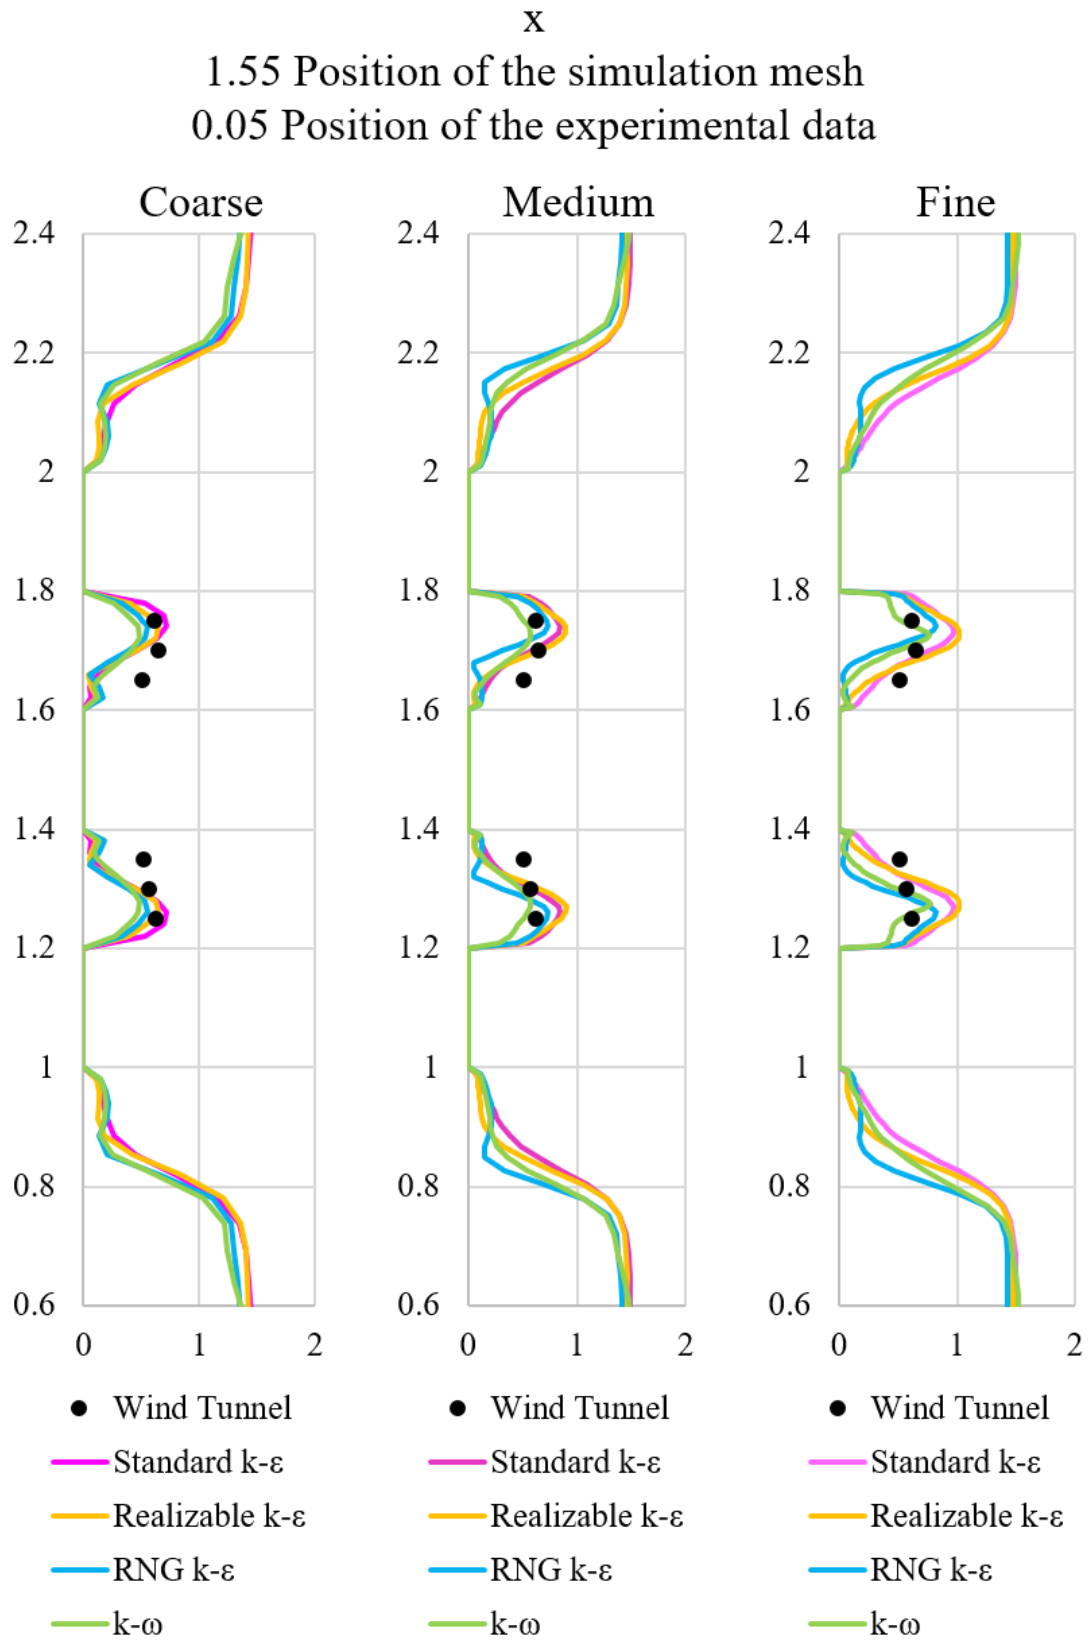 x
1.55 Position of the simulation mesh
0.05 Position of the experimental data
Coarse Medium Fine
2.4 2.4 2.4
2.2 2.2 2.2
2 2 2
1.8 1.8 1.8
1.6 1.6 1.6
1.4 1.4 1.4
1.2 1.2 1.2
1 1 1
0.8 0.8 0.8
0.6 0.6 0.6
0 1 2 0 1 2 0 1 2
Wind Tunnel Wind Tunnel Wind Tunnel
Standard k-ε Standard k-ε Standard k-ε
Realizable k-ε Realizable k-ε Realizable k-ε
RNG k-ε RNG k-ε RNG k-ε
k-ω k-ω k-ω